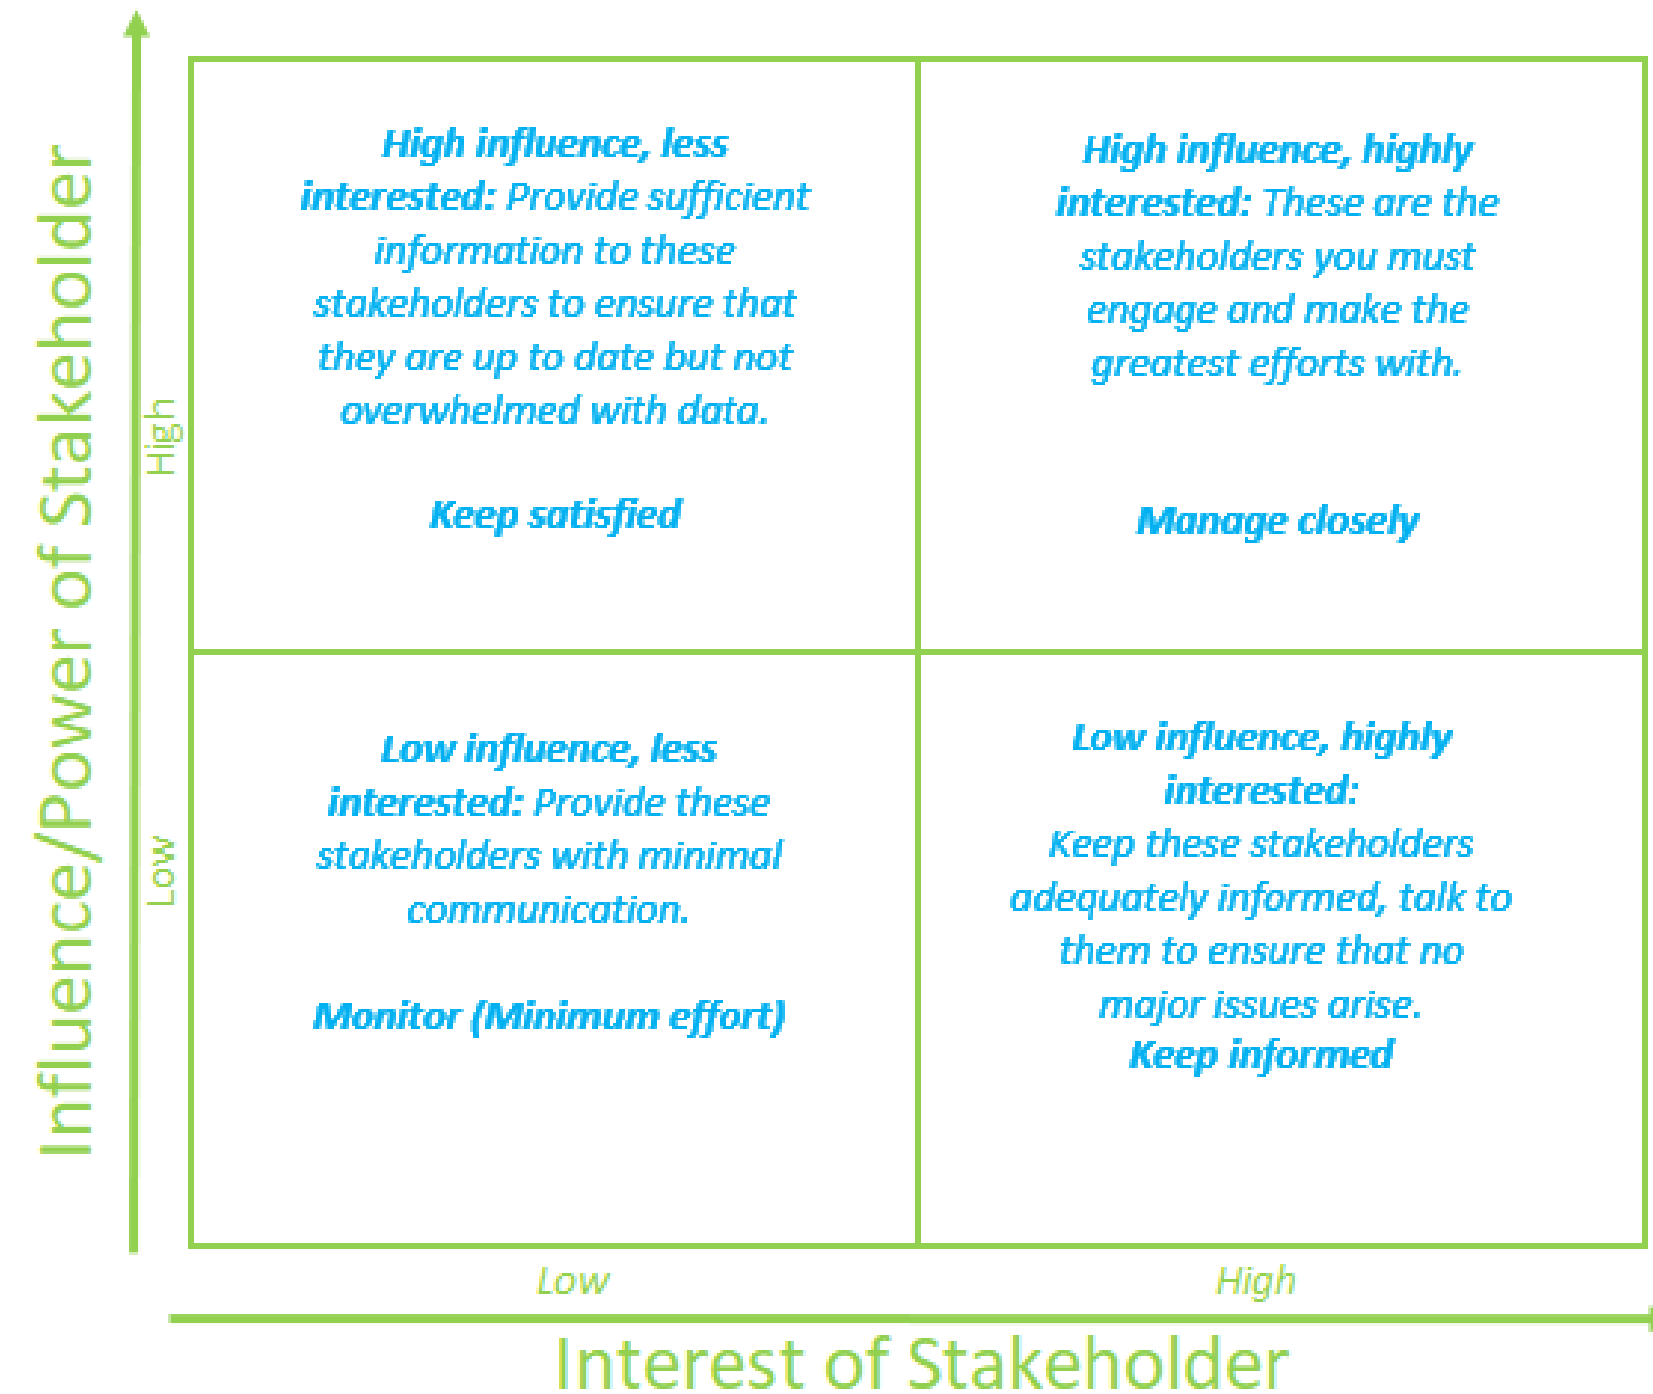 Influence/Power of Stakeholder
High
Low
High influence, less
interested: Provide sufficient
information to these
stakeholders to ensure that
they are up to date but not
overwhelmed with data.
Keep satisfied
High influence, highly
interested: These are the
stakeholders you must
engage and make the
greatest efforts with.
Manage closely
Low influence, less
interested: Provide these
stakeholders with minimal
communication.
Monitor (Minimum effort)
Low influence, highly
interested:
Keep these stakeholders
adequately informed, talk to
them to ensure that no
major issues arise.
Keep informed
Low
High
Interest of Stakeholder